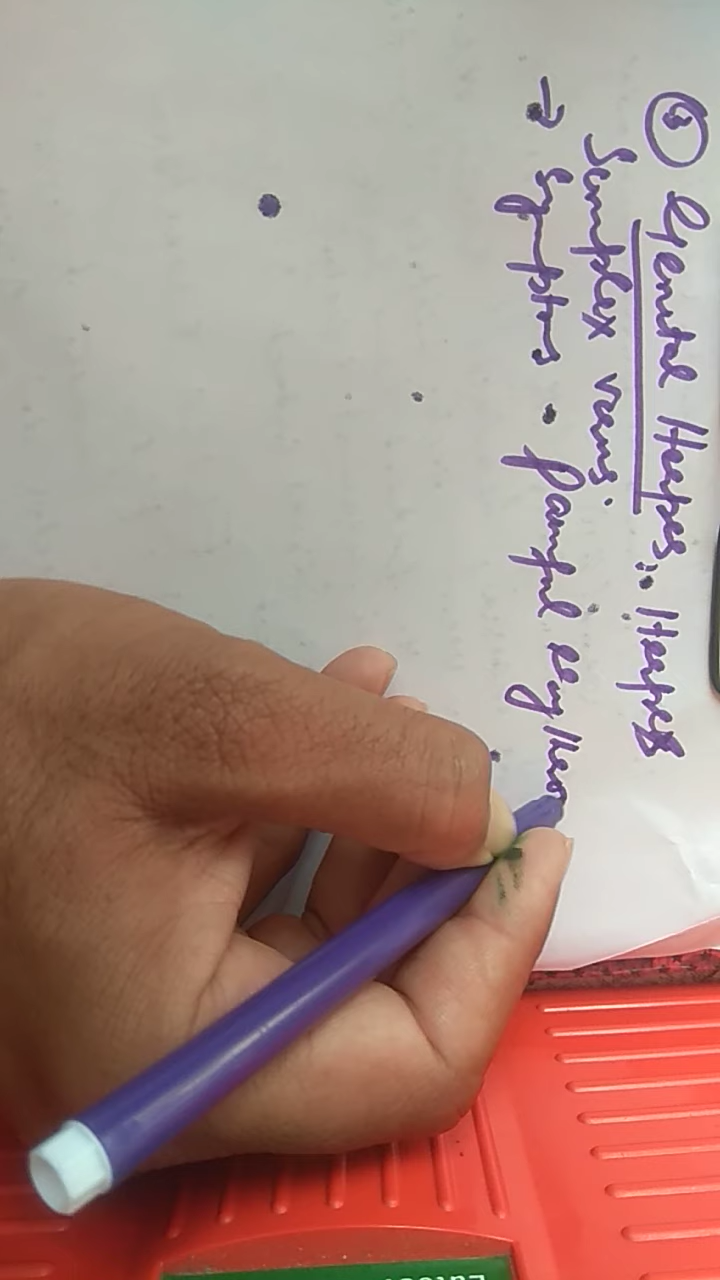 ③ Genital Herpes :• Herpes
Simplex virus.
→ Symptoms • Painful